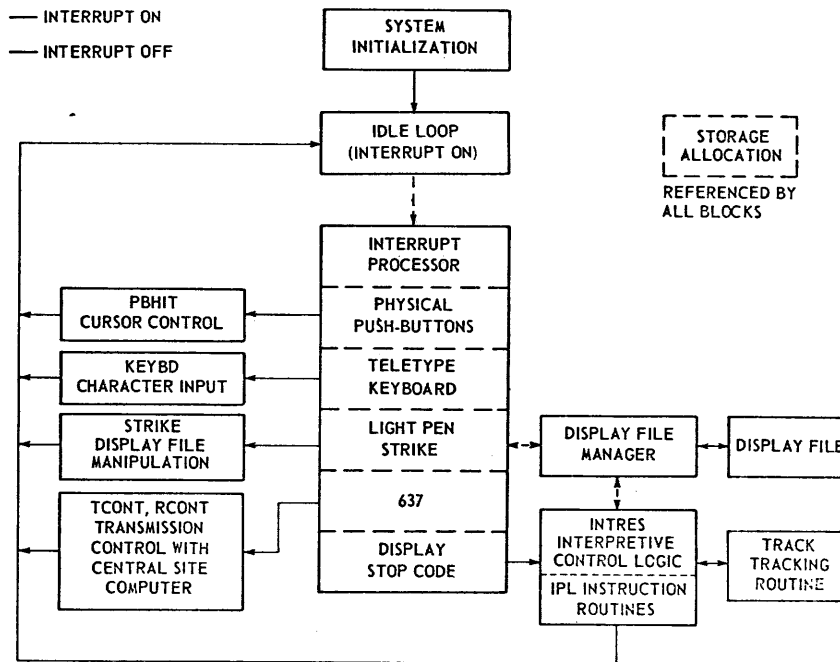 INTERRUPT ON
INTERRUPT OFF
SYSTEM
INITIALIZATION
IDLE LOOP
(INTERRUPT ON)
STORAGE
ALLOCATION
REFERENCED BY
ALL BLOCKS
INTERRUPT
PROCESSOR
PHYSICAL
PUSH-BUTTONS
TELETYPE
KEYBOARD
LIGHT PEN
STRIKE
637
DISPLAY
STOP CODE
PBHIT
CURSOR CONTROL
KEYBD
CHARACTER INPUT
STRIKE
DISPLAY FILE
MANIPULATION
TCONT, RCONT
TRANSMISSION
CONTROL WITH
CENTRAL SITE
COMPUTER
DISPLAY FILE
MANAGER
DISPLAY FILE
INTRES
INTERPRETIVE
CONTROL LOGIC
IPL INSTRUCTION
ROUTINES
TRACK
TRACKING
ROUTINE